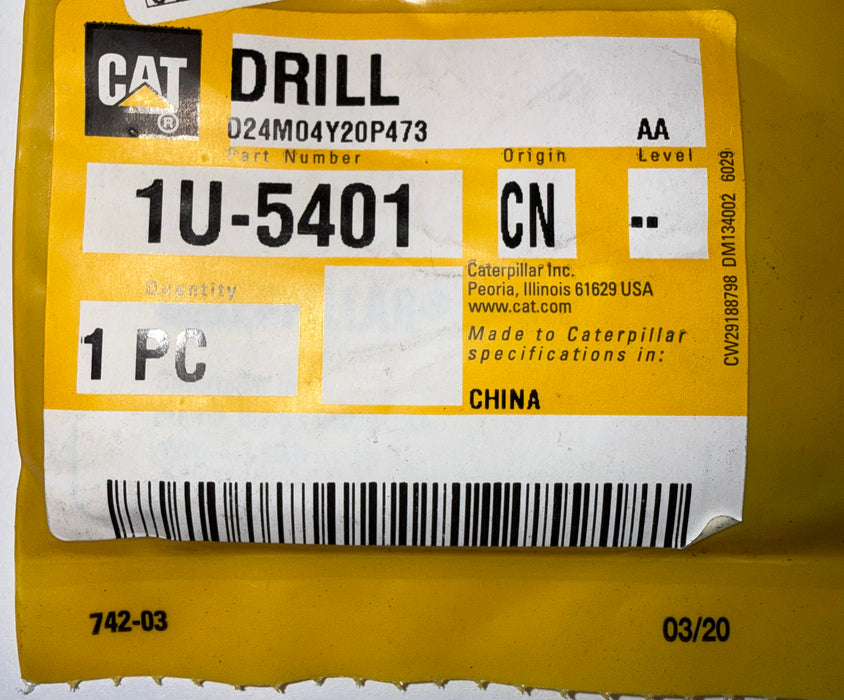 CAT
®
DRILL
D24M04Y20P473
AA
Part Number
Origin
Level
1U-5401
CN
--
Quantity
1 PC
Caterpillar Inc.
Peoria, Illinois 61629 USA
www.cat.com
Made to Caterpillar
specifications in:
CHINA
CW29188798 DM134002 6029
742-03
03/20